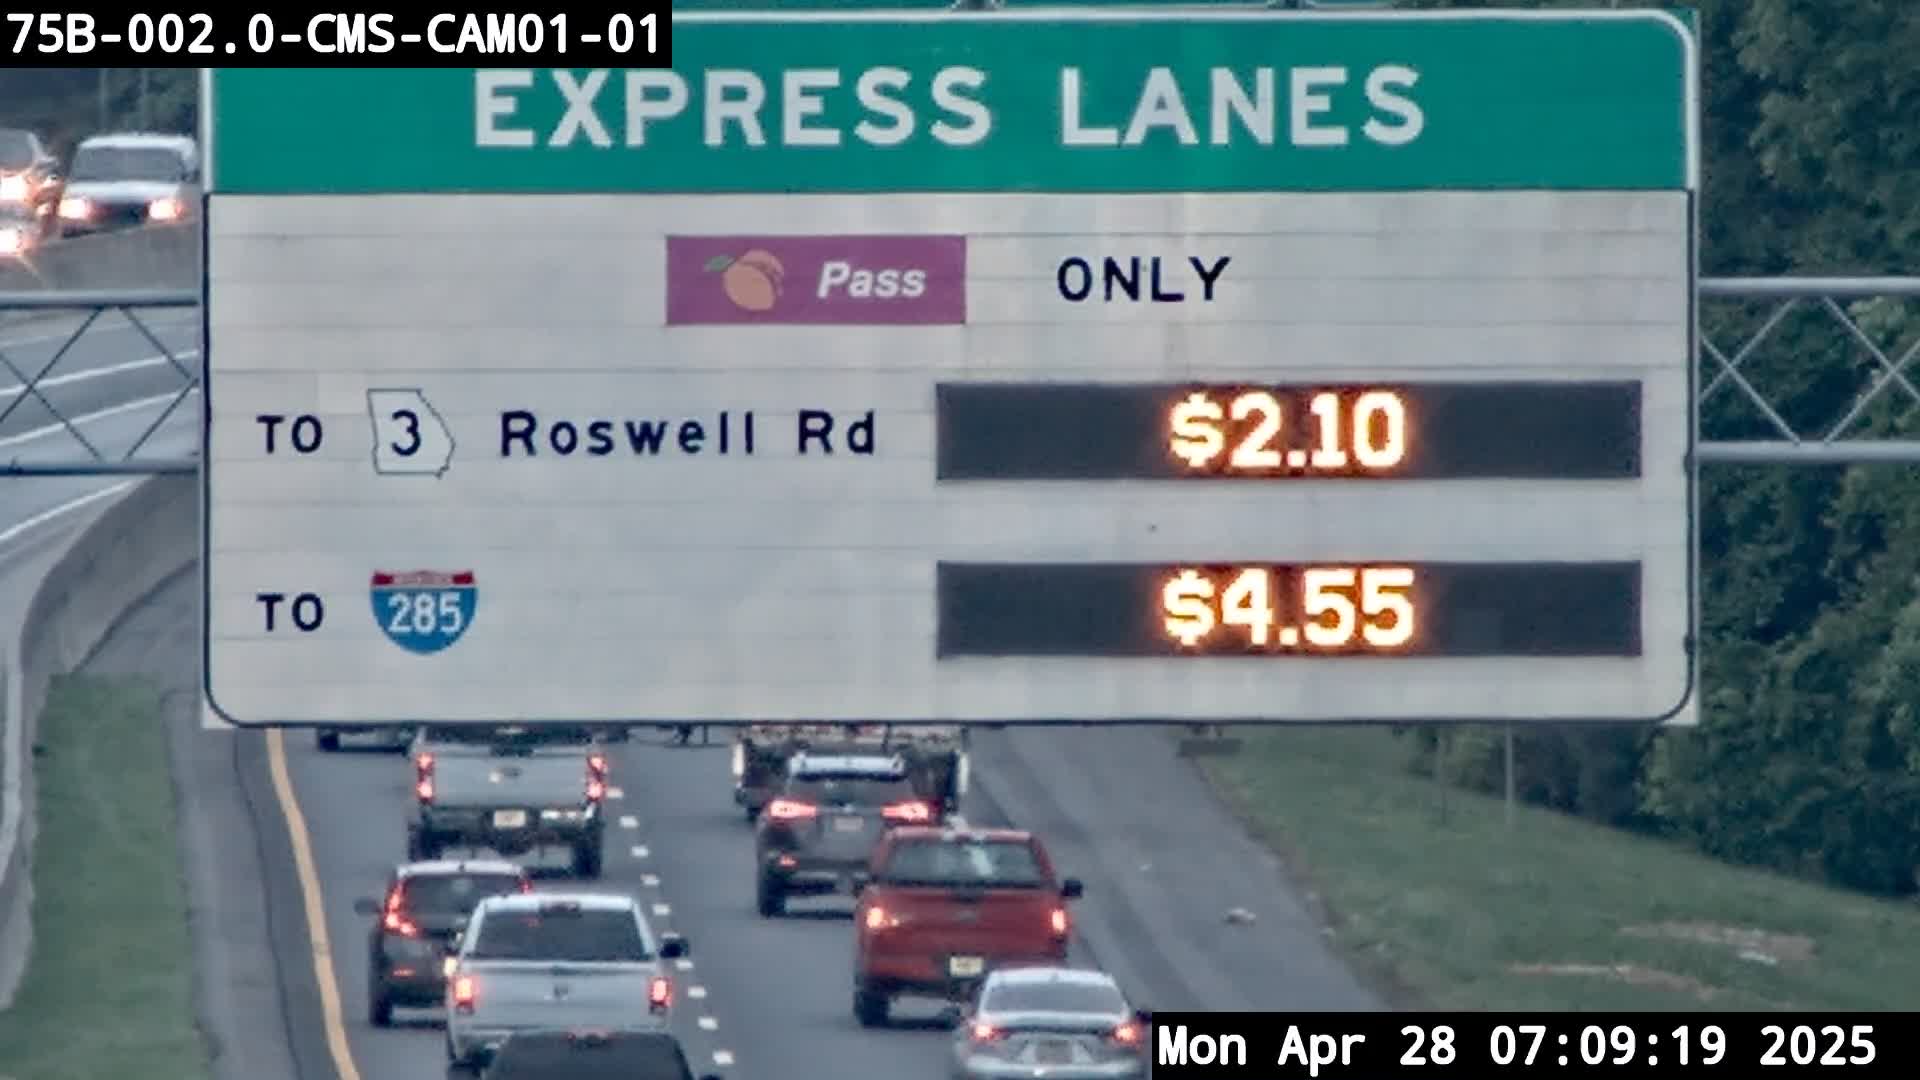 75B-002.0-CMS-CAM01-01
EXPRESS LANES
Pass ONLY
TO 3 Roswell Rd $2.10
TO 285 $4.55
Mon Apr 28 07:09:19 2025